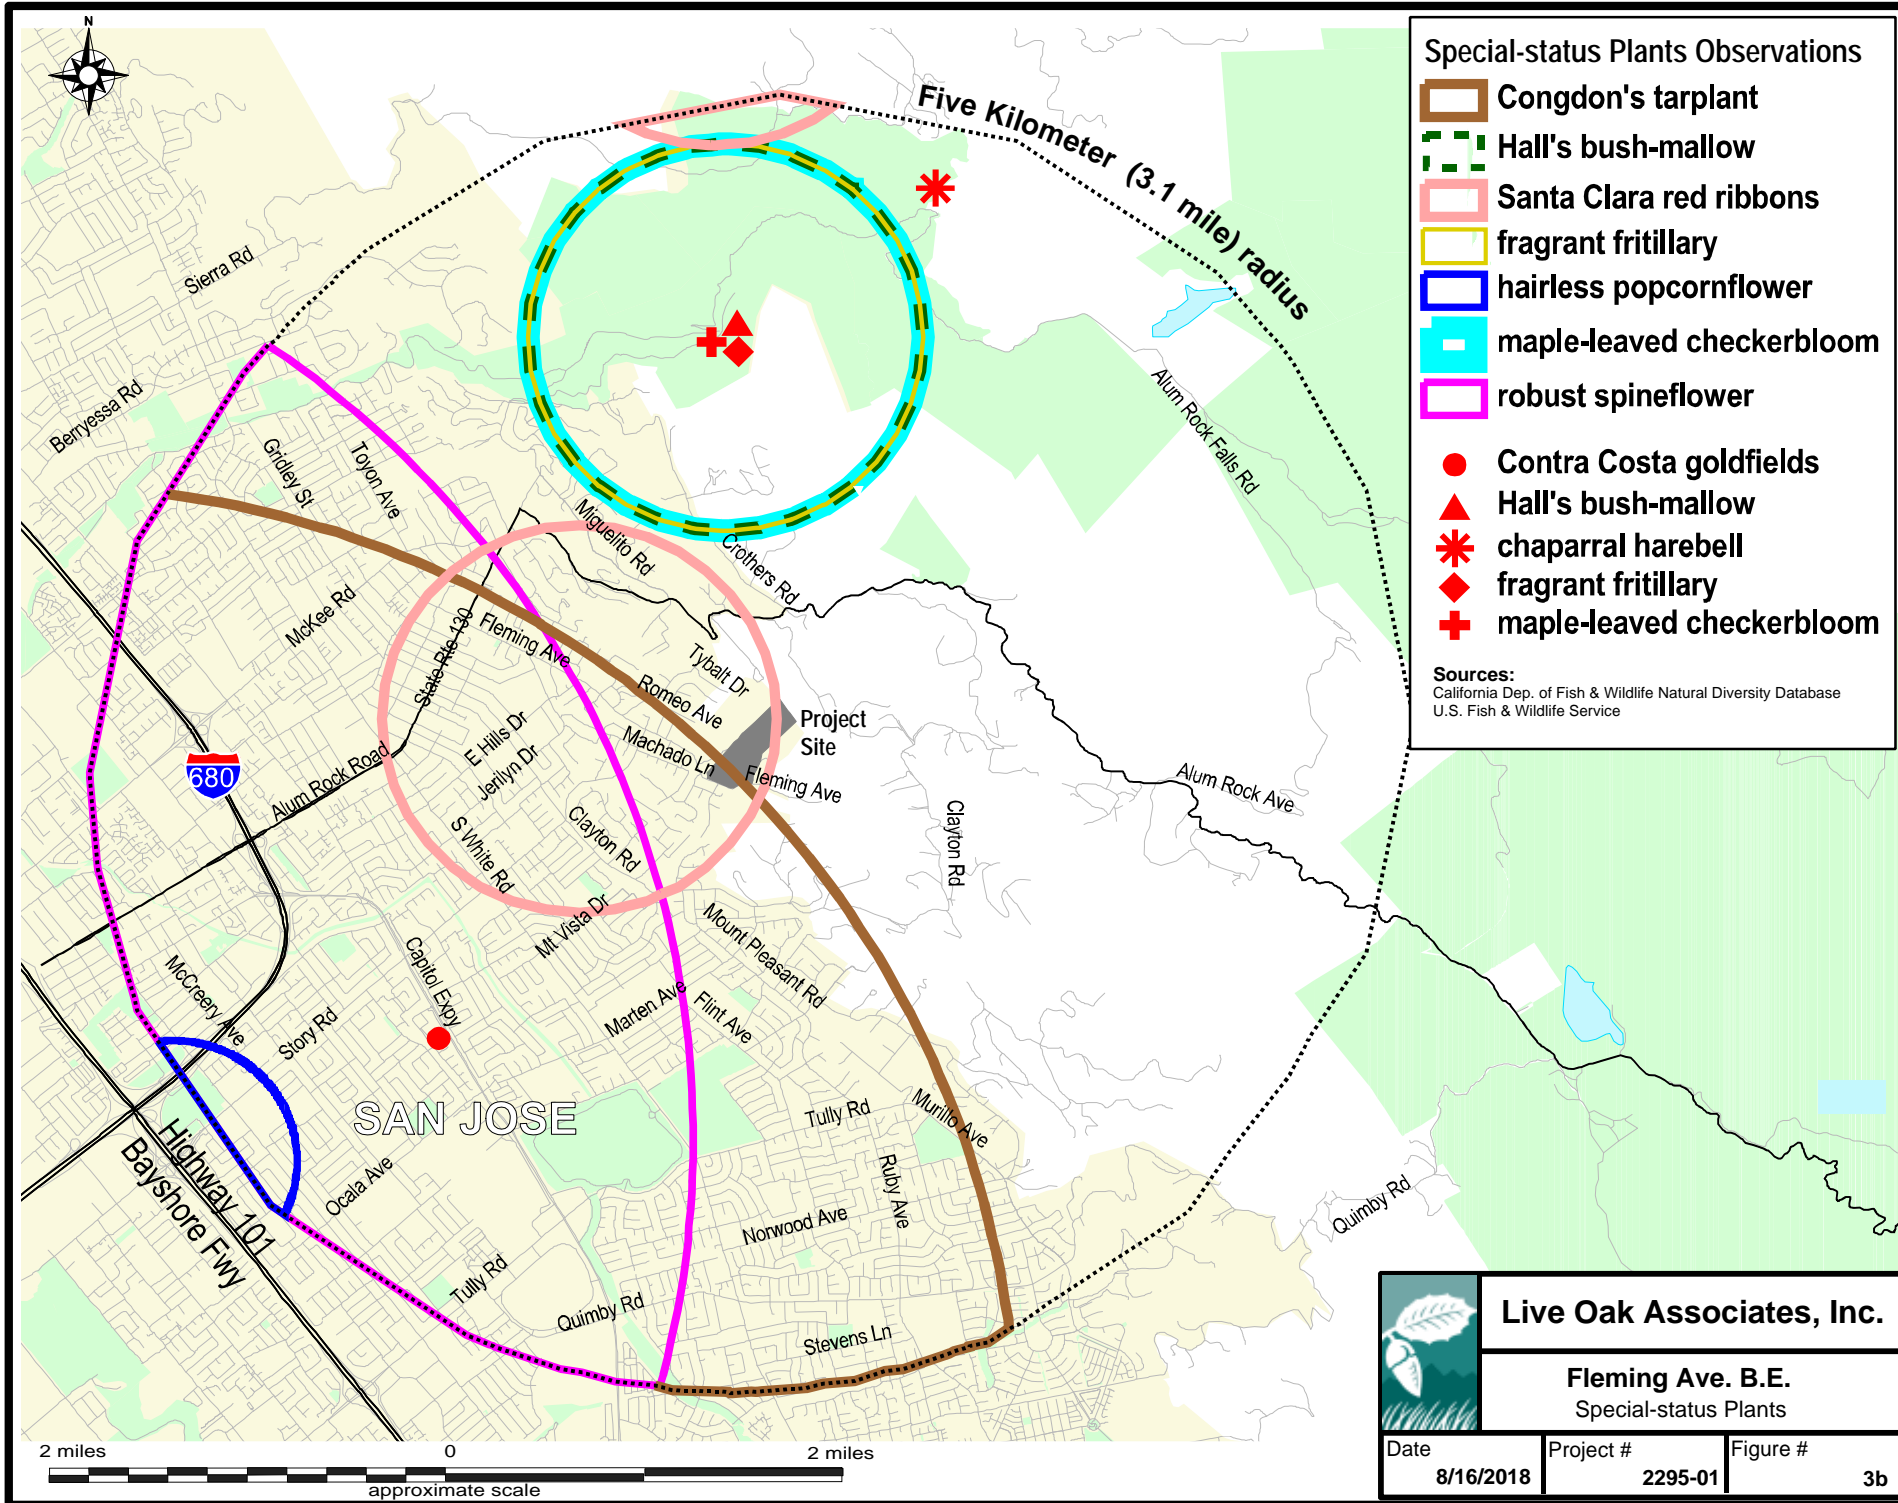 N
Special-status Plants Observations
Congdon's tarplant
Hall's bush-mallow
Santa Clara red ribbons
fragrant fritillary
hairless popcornflower
maple-leaved checkerbloom
robust spineflower
Contra Costa goldfields
Hall's bush-mallow
chaparral harebell
fragrant fritillary
maple-leaved checkerbloom
Sources:
California Dep. of Fish & Wildlife Natural Diversity Database
U.S. Fish & Wildlife Service
Five Kilometer (3.1 mile) radius
Sierra Rd
Berryessa Rd
Gridley St
Toyon Ave
Alum Rock Falls Rd
Miguelito Rd
Crothers Rd
McKee Rd
State Rte 130
Fleming Ave
Tybalt Dr
Romeo Ave
Project
Site
E Hills Dr
Machado Ln
Jerilyn Dr
Fleming Ave
680
Alum Rock Road
Alum Rock Ave
S White Rd
Clayton Rd
Clayton Rd
Mt Vista Dr
Mount Pleasant Rd
McCreery Ave
Capitol Expy
Story Rd
Marten Ave
Flint Ave
SAN JOSE
Tully Rd
Murillo Ave
Highway 101
Bayshore Fwy
Ocala Ave
Ruby Ave
Norwood Ave
Quimby Rd
Tully Rd
Quimby Rd
Stevens Ln
2 miles
0
2 miles
approximate scale
Live Oak Associates, Inc.
Fleming Ave. B.E.
Special-status Plants
Date
8/16/2018
Project #
2295-01
Figure #
3b